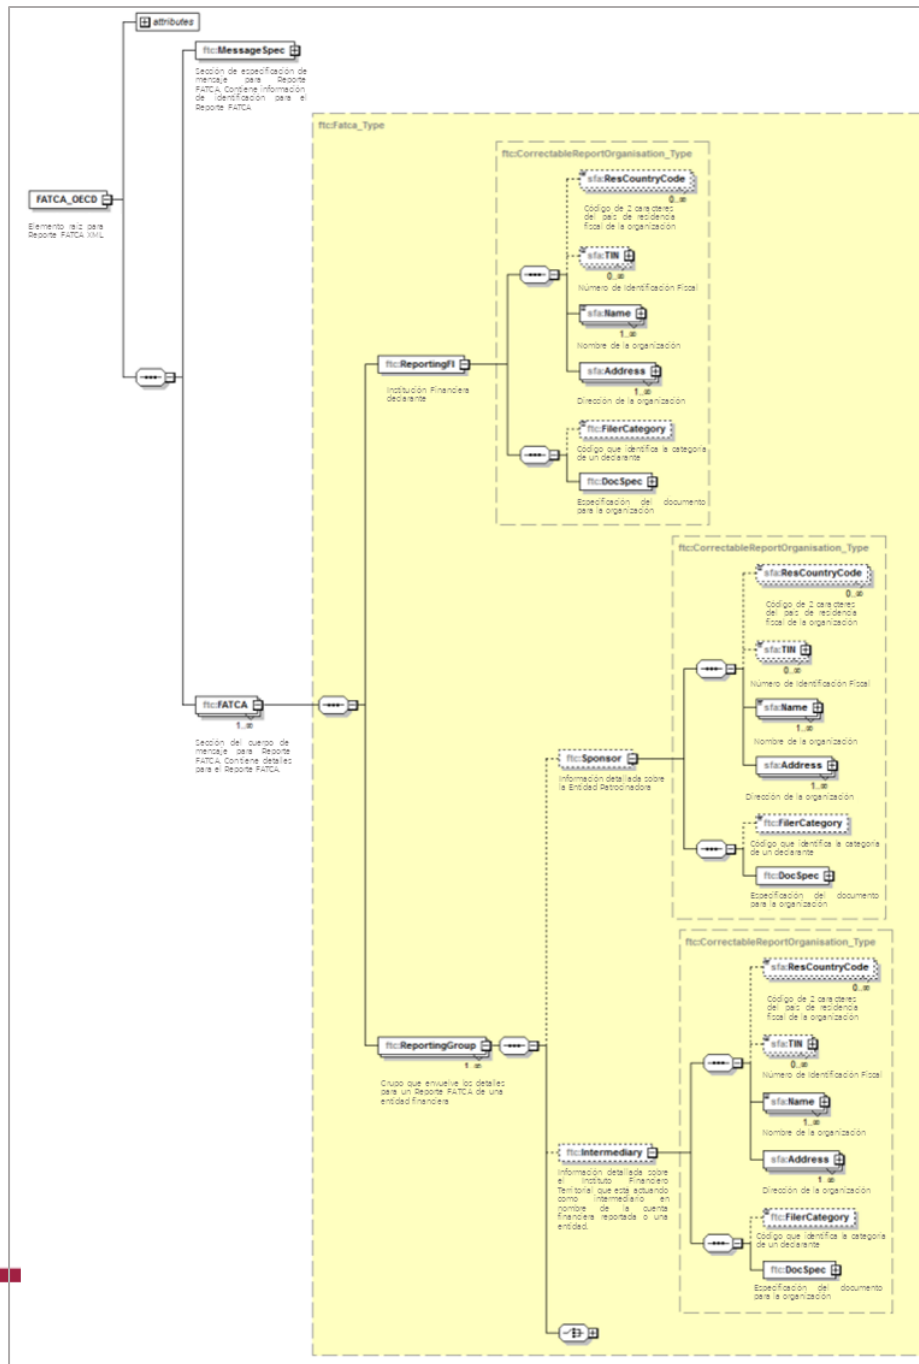 attributes
ftc:MessageSpec
Sección de especificación de
mensaje para Reporte
FATCA. Contiene información
de identificación para el
Reporte FATCA
FATCA_OECD
Elemento raíz para
Reporte FATCA XML
ftc:Fatca_Type
ftc:CorrectableReportOrganisation_Type
sfa:ResCountryCode
0..∞
Código de 2 caracteres
del país de residencia
fiscal de la organización
sfa:TIN
0..∞
Número de Identificación Fiscal
sfa:Name
1..∞
Nombre de la organización
sfa:Address
1..∞
Dirección de la organización
ftc:ReportingFI
Institución Financiera
declarante
ftc:FilerCategory
Código que identifica la categoría
de un declarante
ftc:DocSpec
Especificación del documento
para la organización
ftc:CorrectableReportOrganisation_Type
sfa:ResCountryCode
0..∞
Código de 2 caracteres
del país de residencia
fiscal de la organización
sfa:TIN
0..∞
Número de Identificación Fiscal
sfa:Name
1..∞
Nombre de la organización
sfa:Address
1..∞
Dirección de la organización
ftc:FATCA
1..∞
Sección del cuerpo de
mensaje para Reporte
FATCA. Contiene detalles
para el Reporte FATCA.
ftc:Sponsor
Información detallada sobre
la Entidad Patrocinadora
ftc:FilerCategory
Código que identifica la categoría
de un declarante
ftc:DocSpec
Especificación del documento
para la organización
ftc:CorrectableReportOrganisation_Type
sfa:ResCountryCode
0..∞
Código de 2 caracteres
del país de residencia
fiscal de la organización
sfa:TIN
0..∞
Número de Identificación Fiscal
sfa:Name
1..∞
Nombre de la organización
sfa:Address
1..∞
Dirección de la organización
ftc:ReportingGroup
1..∞
Grupo que envuelve los detalles
para un Reporte FATCA de una
entidad financiera
ftc:Intermediary
Información detallada sobre
el Instituto Financiero
Territorial que está actuando
como intermediario en
nombre de la cuenta
financiera reportada o una
entidad.
ftc:FilerCategory
Código que identifica la categoría
de un declarante
ftc:DocSpec
Especificación del documento
para la organización